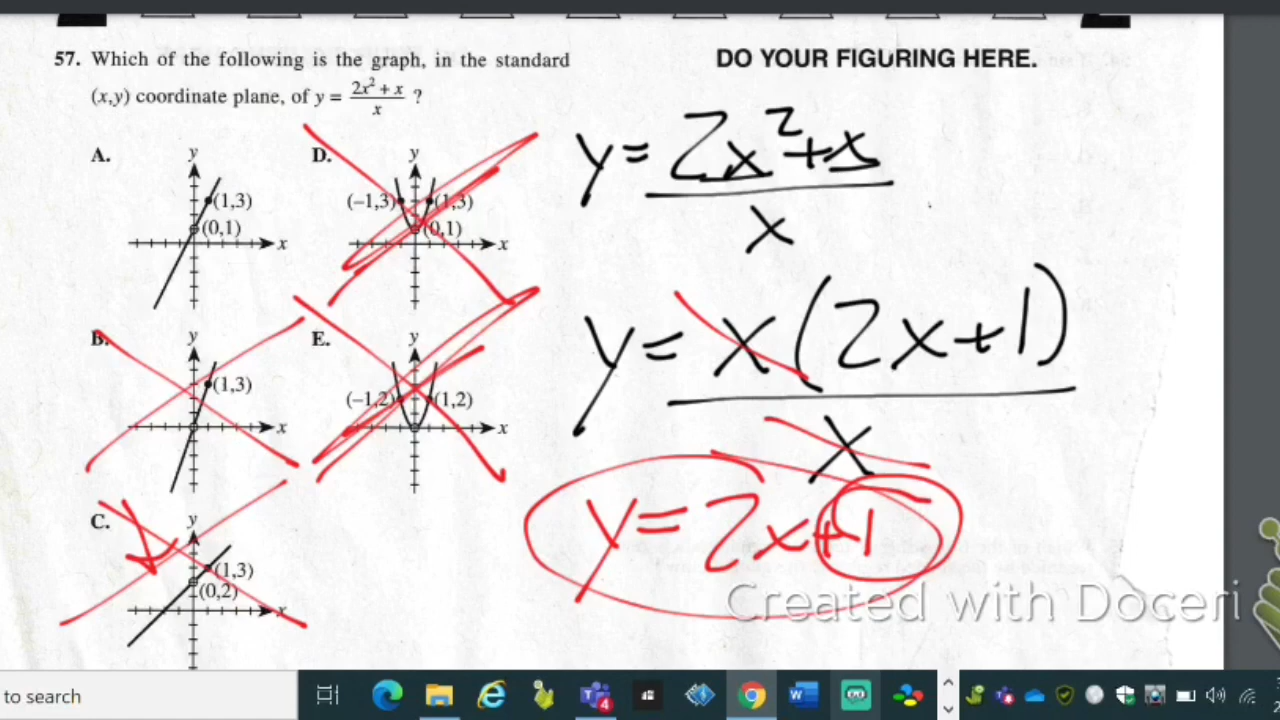 57. Which of the following is the graph, in the standard
(x,y) coordinate plane, of y = 2x² + x / x ?
DO YOUR FIGURING HERE.
A.
y
(1,3)
(0,1)
x
D.
y
(−1,3)
(1,3)
(0,1)
x
B.
y
(1,3)
x
E.
y
(−1,2)
(1,2)
x
C.
y
(1,3)
(0,2)
x
y = 2x² + x
x
y = x(2x+1)
x
y = 2x+1
Created with Doceri
to search
4